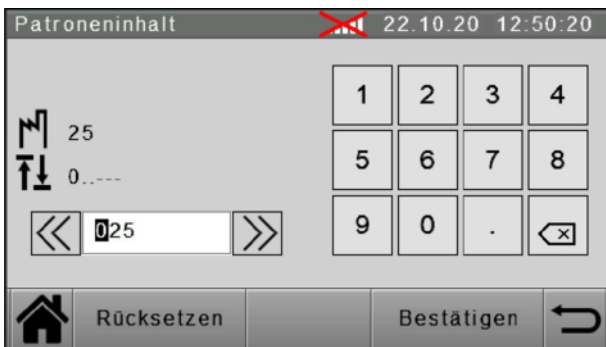 Patroneninhalt 22.10.20 12:50:20
1 2 3 4
25
5 6 7 8
0..---
025
9 0 .
Rücksetzen Bestätigen